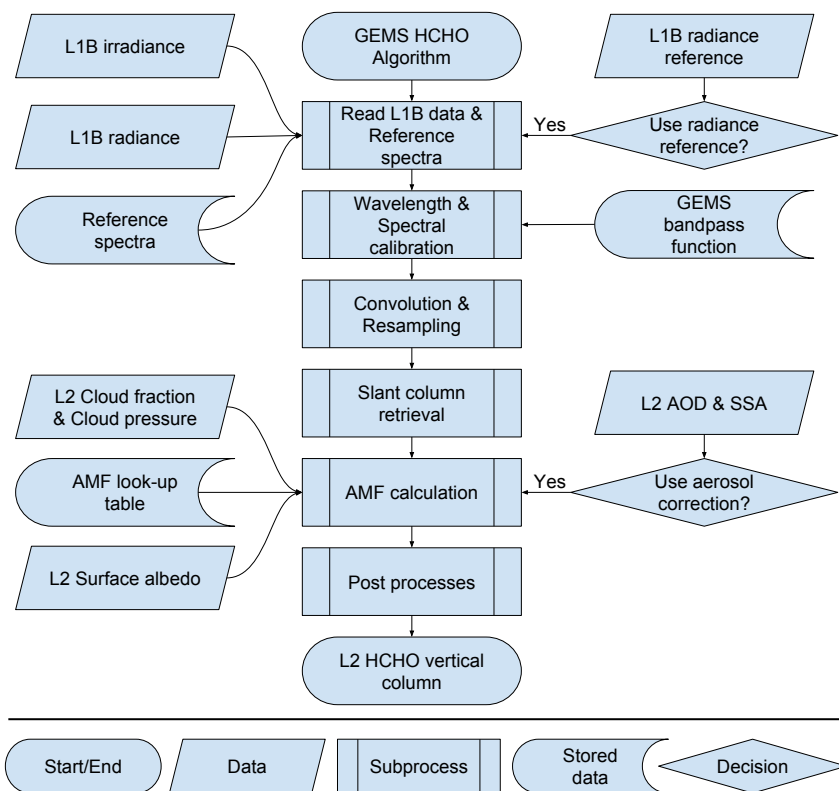 L1B irradiance
GEMS HCHO
Algorithm
L1B radiance
reference
L1B radiance
Read L1B data &
Reference
spectra
Yes
Use radiance
reference?
Reference
spectra
Wavelength &
Spectral
calibration
GEMS
bandpass
function
Convolution &
Resampling
L2 Cloud fraction
& Cloud pressure
Slant column
retrieval
L2 AOD & SSA
AMF look-up
table
AMF calculation
Yes
Use aerosol
correction?
L2 Surface albedo
Post processes
L2 HCHO vertical
column
Start/End
Data
Subprocess
Stored
data
Decision